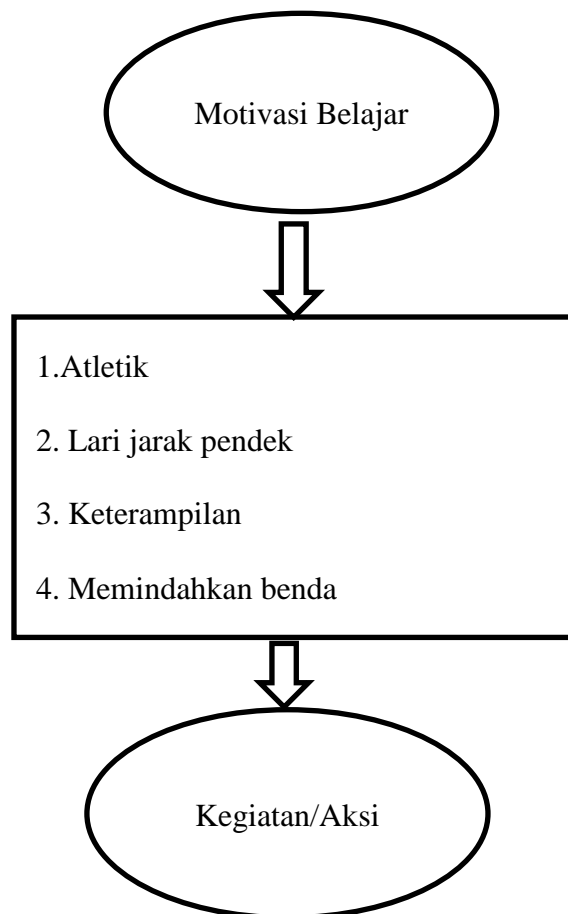 Motivasi Belajar
1.Atletik
2. Lari jarak pendek
3. Keterampilan
4. Memindahkan benda
Kegiatan/Aksi